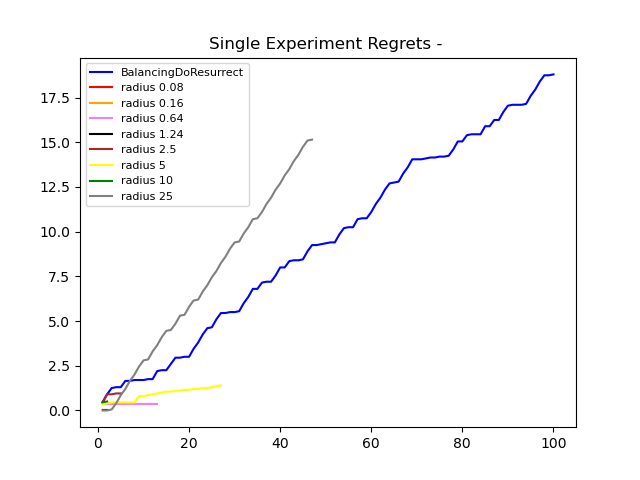 Single Experiment Regrets -
BalancingDoResurrect
radius 0.08
radius 0.16
radius 0.64
radius 1.24
radius 2.5
radius 5
radius 10
radius 25
17.5
15.0
12.5
10.0
7.5
5.0
2.5
0.0
0 20 40 60 80 100